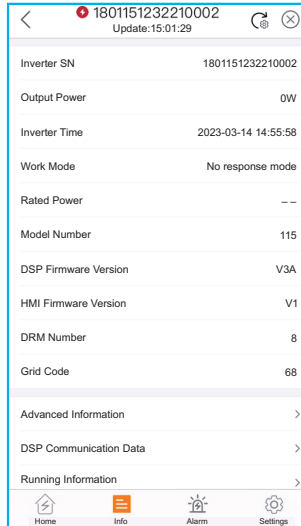 1801151232210002
Update:15:01:29
Inverter SN 1801151232210002
Output Power 0W
Inverter Time 2023-03-14 14:55:58
Work Mode No response mode
Rated Power --
Model Number 115
DSP Firmware Version V3A
HMI Firmware Version V1
DRM Number 8
Grid Code 68
Advanced Information
DSP Communication Data
Running Information
Home Info Alarm Settings